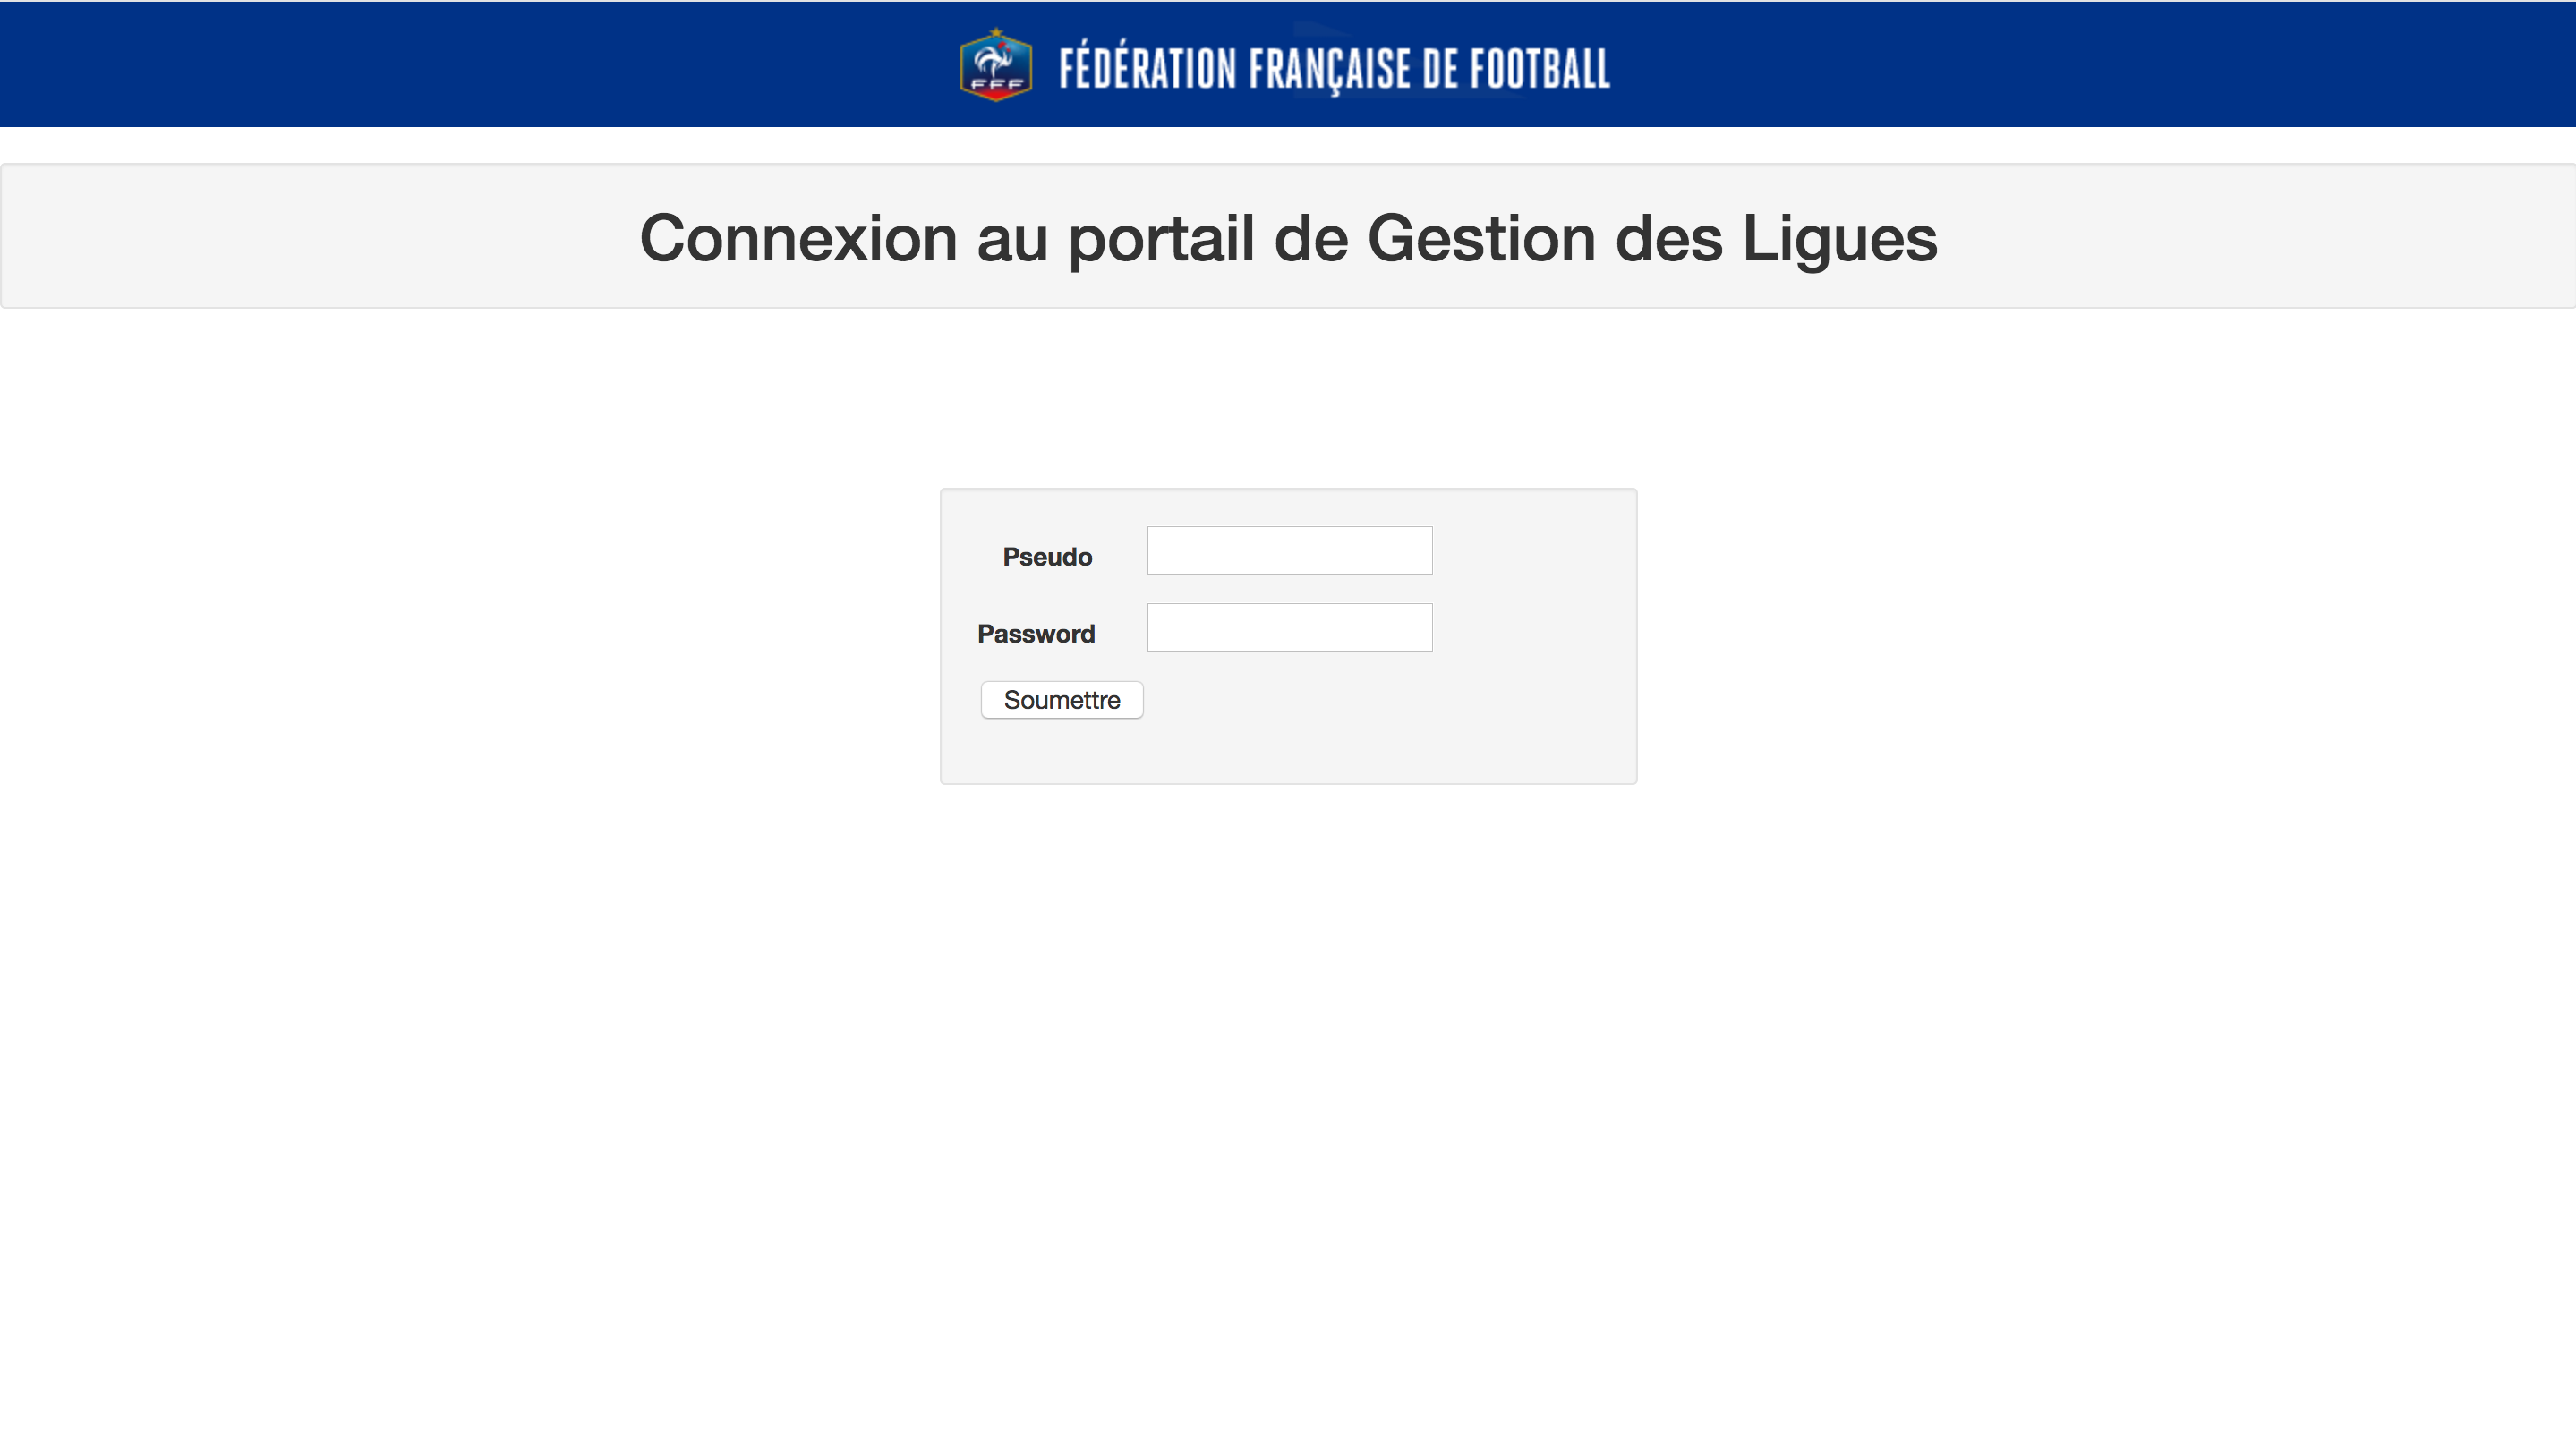 FFF
FÉDÉRATION FRANÇAISE DE FOOTBALL
Connexion au portail de Gestion des Ligues
Pseudo
Password
Soumettre